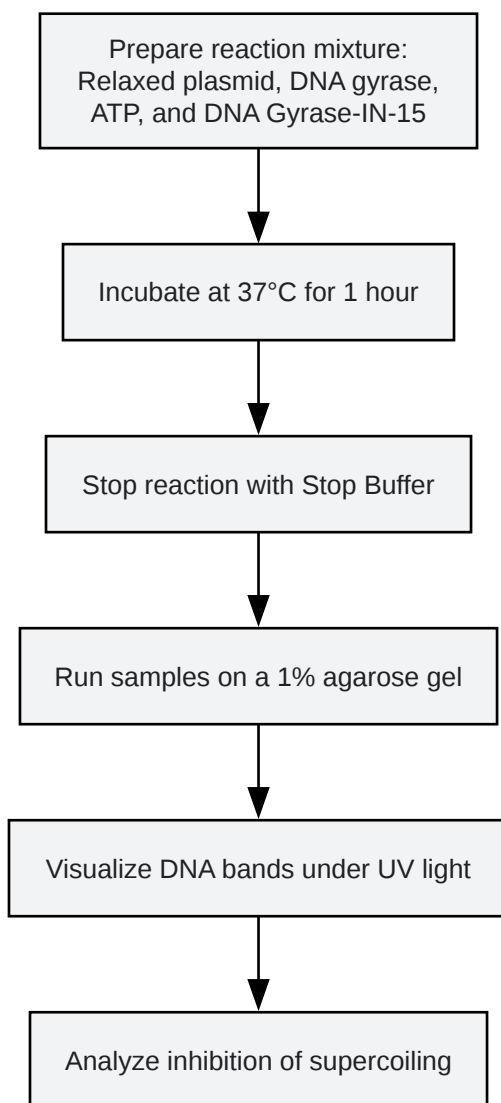 Prepare reaction mixture:
Relaxed plasmid, DNA gyrase,
ATP, and DNA Gyrase-IN-15
Incubate at 37°C for 1 hour
Stop reaction with Stop Buffer
Run samples on a 1% agarose gel
Visualize DNA bands under UV light
Analyze inhibition of supercoiling